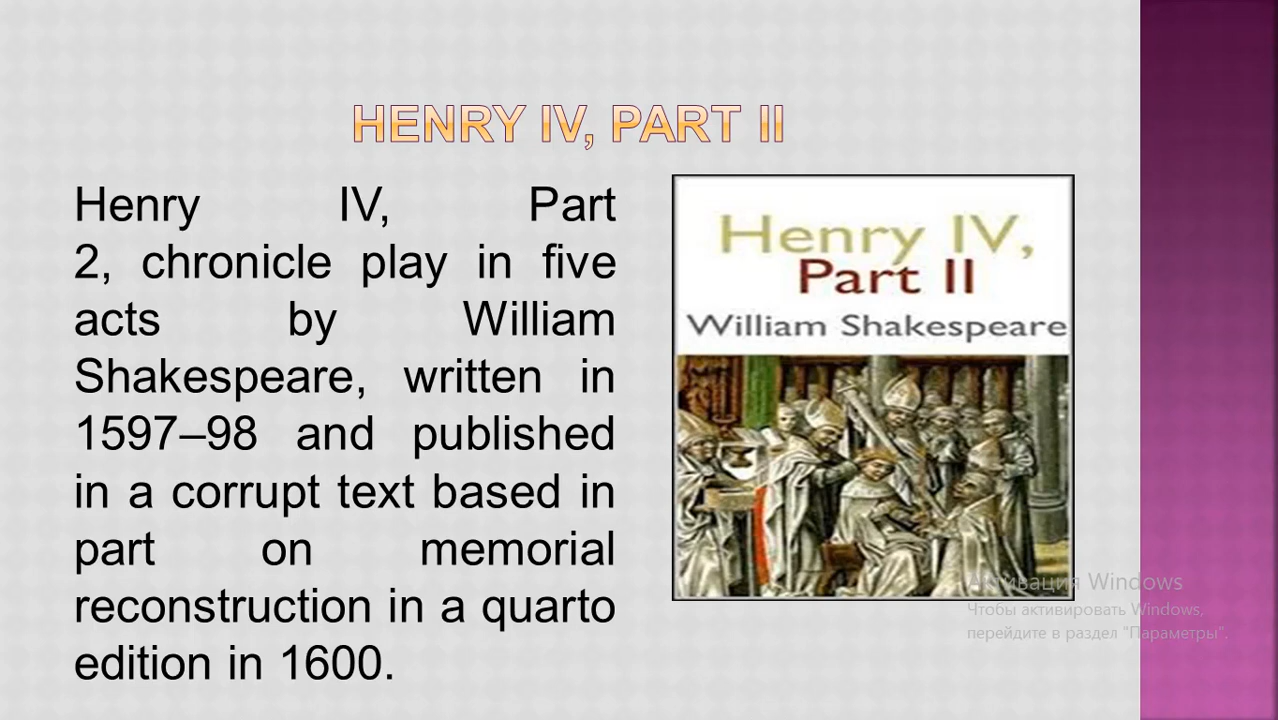 HENRY IV, PART II
Henry IV, Part
2, chronicle play in five
acts by William
Shakespeare, written in
1597–98 and published
in a corrupt text based in
part on memorial
reconstruction in a quarto
edition in 1600.
Henry IV,
Part II
William Shakespeare
Активация Windows
Чтобы активировать Windows,
перейдите в раздел "Параметры".